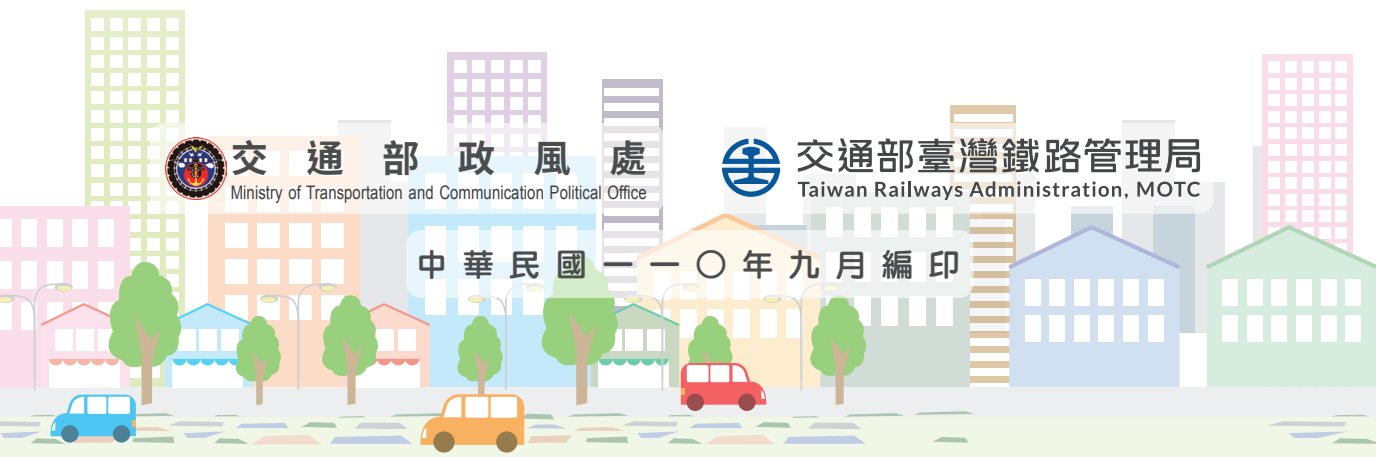 交通部政風處
Ministry of Transportation and Communication Political Office
交通部臺灣鐵路管理局
Taiwan Railways Administration, MOTC
中華民國一一〇年九月編印